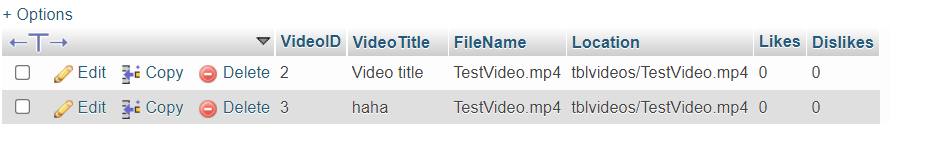 + Options
←T→ VideoID VideoTitle FileName Location Likes Dislikes
Edit Copy Delete 2 Video title TestVideo.mp4 tblvideos/TestVideo.mp4 0 0
Edit Copy Delete 3 haha TestVideo.mp4 tblvideos/TestVideo.mp4 0 0